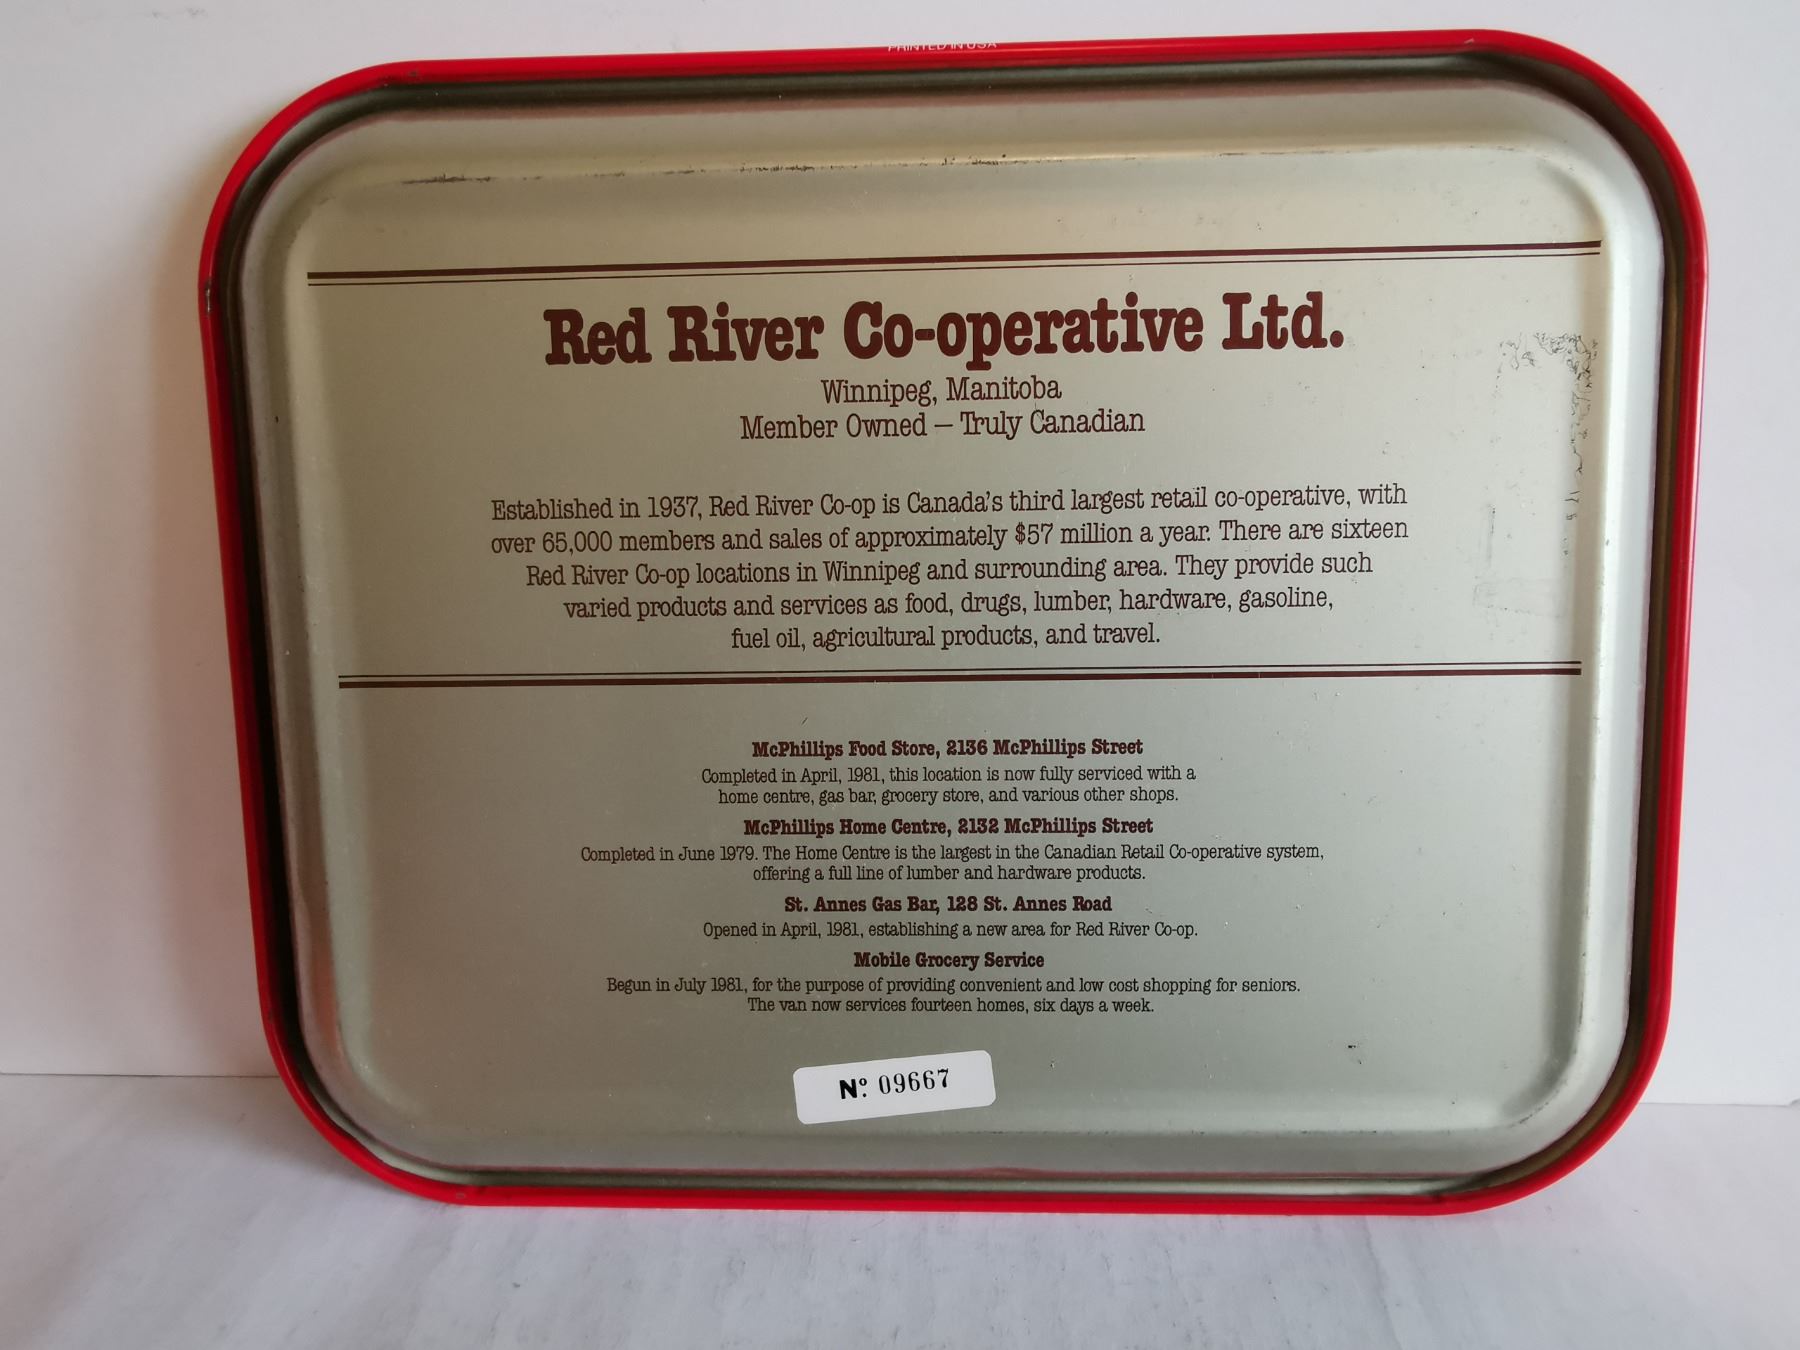 PRINTED IN USA
Red River Co-operative Ltd.
Winnipeg, Manitoba
Member Owned – Truly Canadian
Established in 1937, Red River Co-op is Canada's third largest retail co-operative, with
over 65,000 members and sales of approximately $57 million a year. There are sixteen
Red River Co-op locations in Winnipeg and surrounding area. They provide such
varied products and services as food, drugs, lumber, hardware, gasoline,
fuel oil, agricultural products, and travel.
McPhillips Food Store, 2136 McPhillips Street
Completed in April, 1981, this location is now fully serviced with a
home centre, gas bar, grocery store, and various other shops.
McPhillips Home Centre, 2132 McPhillips Street
Completed in June 1979. The Home Centre is the largest in the Canadian Retail Co-operative system,
offering a full line of lumber and hardware products.
St. Annes Gas Bar, 128 St. Annes Road
Opened in April, 1981, establishing a new area for Red River Co-op.
Mobile Grocery Service
Begun in July 1981, for the purpose of providing convenient and low cost shopping for seniors.
The van now services fourteen homes, six days a week.
Nº 09667